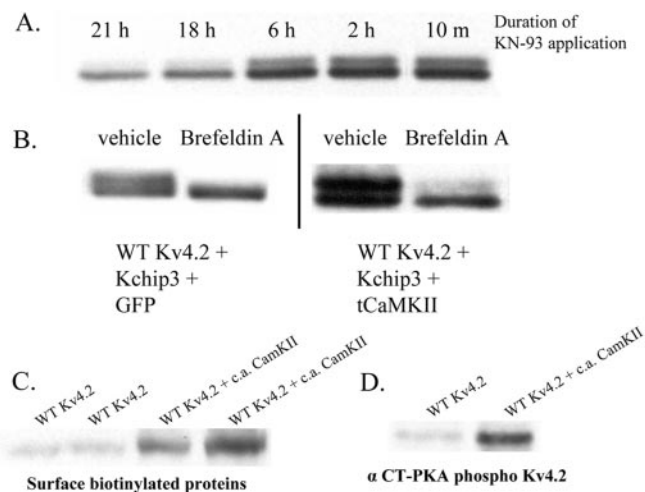 A.
21 h 18 h 6 h 2 h 10 m
Duration of
KN-93 application
B.
vehicle Brefeldin A
vehicle Brefeldin A
WT Kv4.2 +
Kchip3 +
GFP
WT Kv4.2 +
Kchip3 +
tCaMKII
C.
WT Kv4.2
WT Kv4.2
WT Kv4.2 + c.a. CamKII
WT Kv4.2 + c.a. CamKII
Surface biotinylated proteins
D.
WT Kv4.2
WT Kv4.2 + c.a. CamKII
α CT-PKA phospho Kv4.2